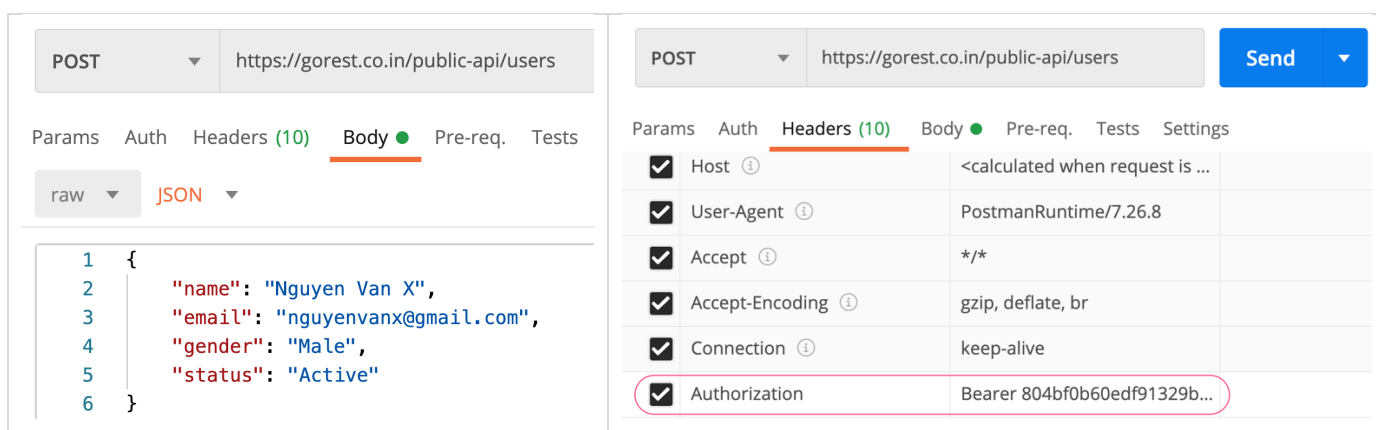 POST https://gorest.co.in/public-api/users
Params Auth Headers (10) Body Pre-req. Tests
raw JSON
1 {
2 "name": "Nguyen Van X",
3 "email": "nguyenvanx@gmail.com",
4 "gender": "Male",
5 "status": "Active"
6 }
POST https://gorest.co.in/public-api/users Send
Params Auth Headers (10) Body Pre-req. Tests Settings
Host <calculated when request is ...
User-Agent PostmanRuntime/7.26.8
Accept */*
Accept-Encoding gzip, deflate, br
Connection keep-alive
Authorization Bearer 804bf0b60edf91329b...